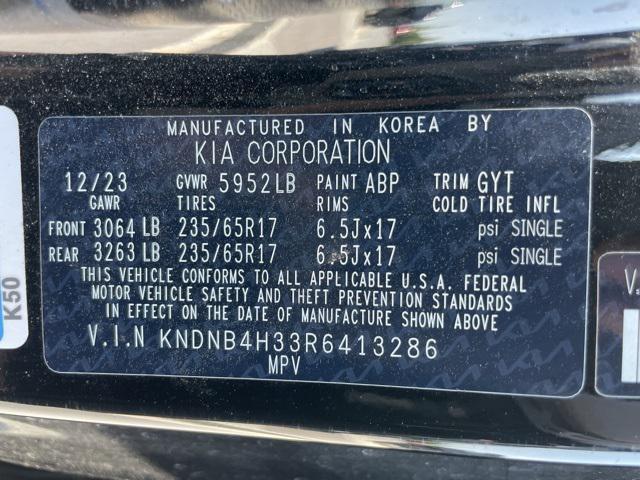 MANUFACTURED IN KOREA BY
KIA CORPORATION
12/23 GVWR 5952LB PAINT ABP TRIM GYT
GAWR TIRES RIMS COLD TIRE INFL
FRONT 3064 LB 235/65R17 6.5Jx17 psi SINGLE
REAR 3263 LB 235/65R17 6.5Jx17 psi SINGLE
THIS VEHICLE CONFORMS TO ALL APPLICABLE U.S.A. FEDERAL
MOTOR VEHICLE SAFETY AND THEFT PREVENTION STANDARDS
IN EFFECT ON THE DATE OF MANUFACTURE SHOWN ABOVE
V.I.N KNDNB4H33R6413286
MPV
K50
V.